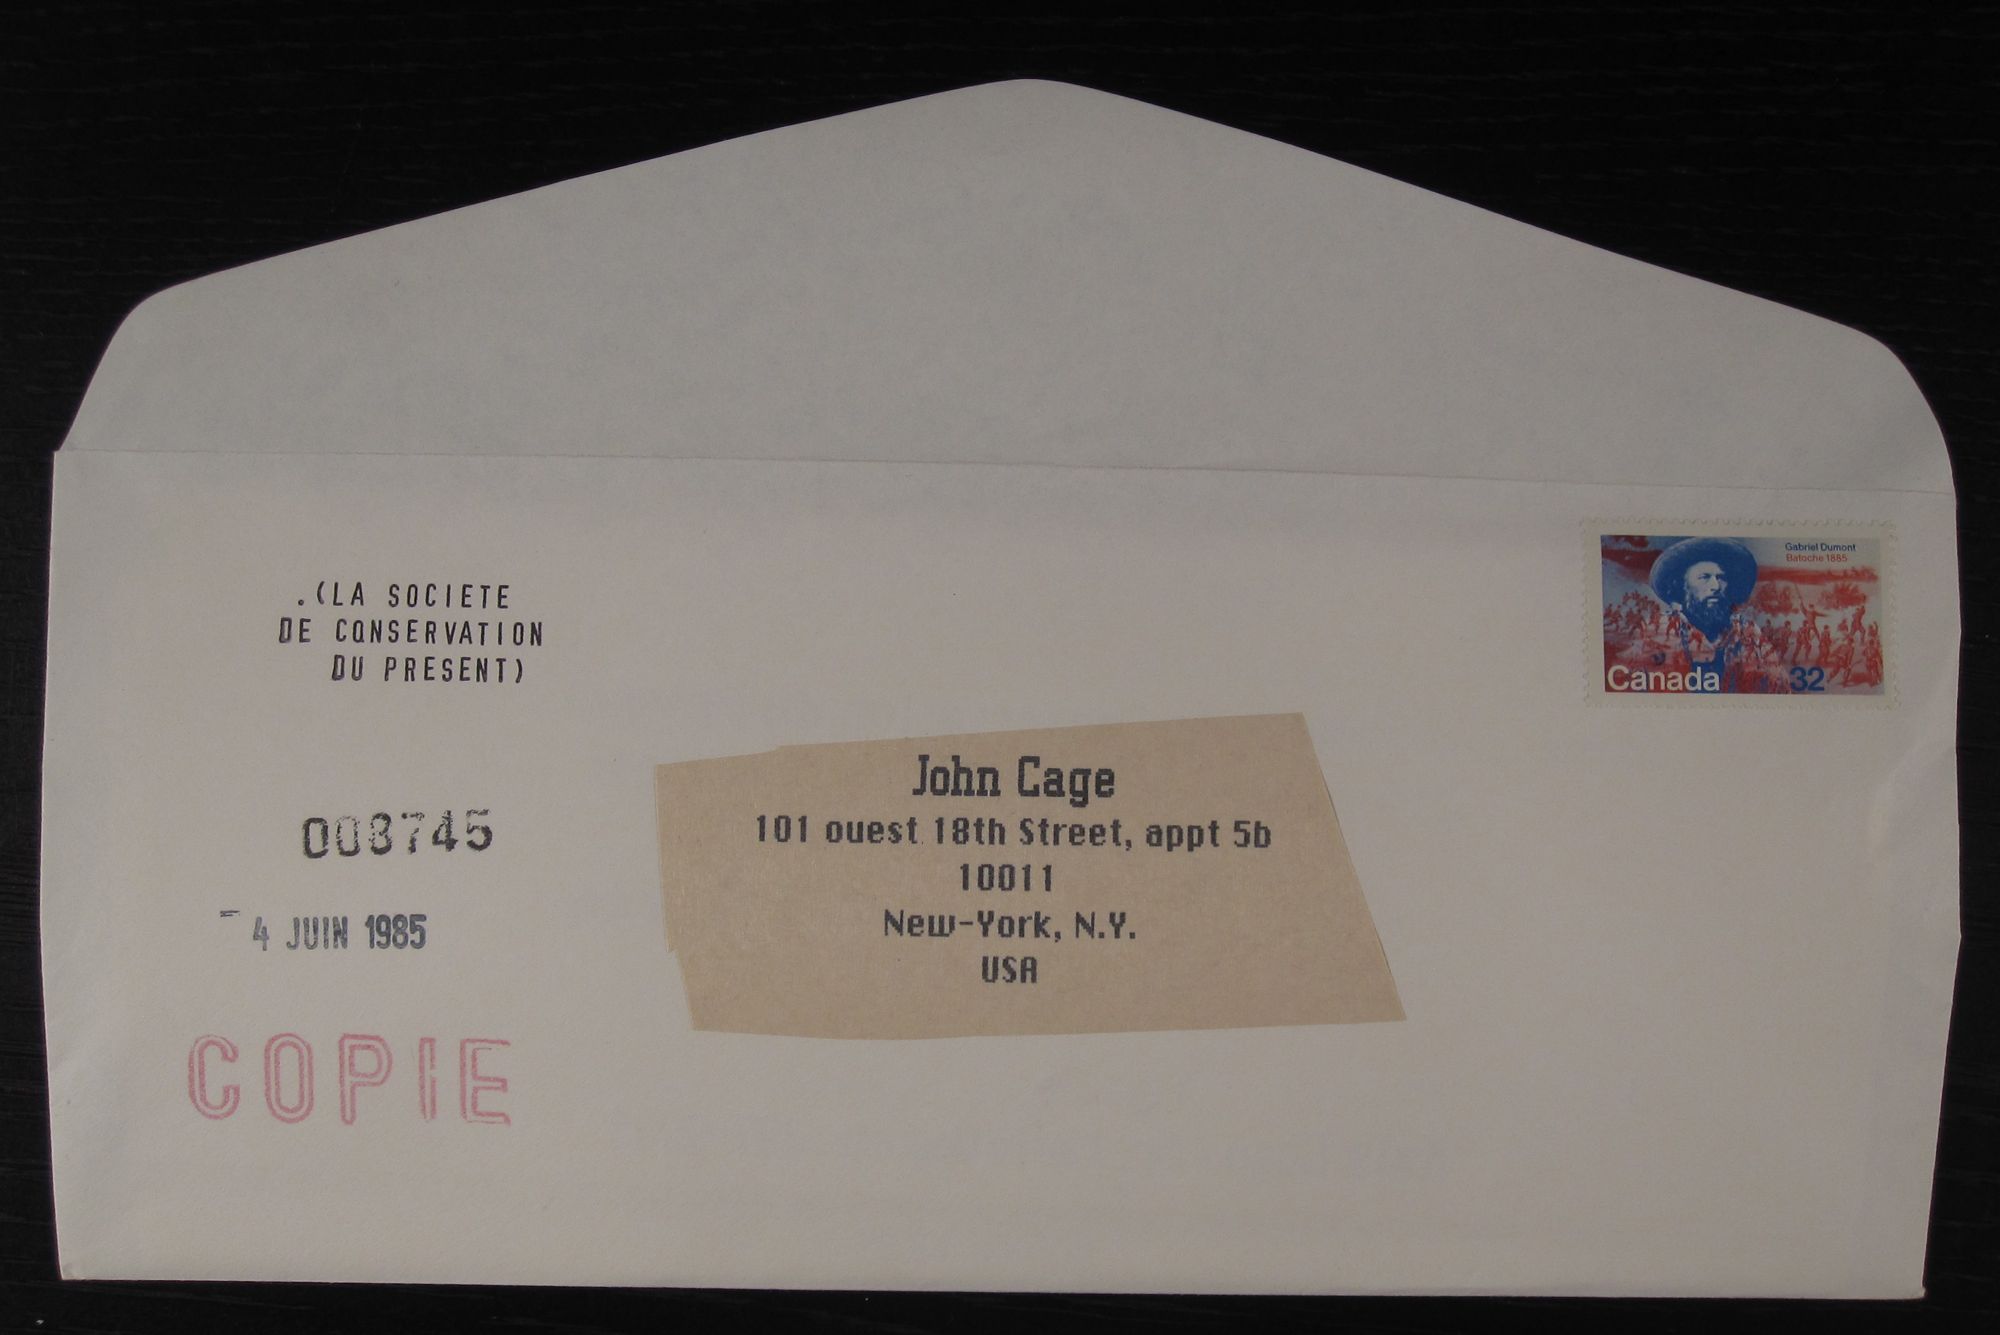 .(LA SOCIETE
DE CONSERVATION
DU PRESENT)
Gabriel Dumont
Batoche 1885
Canada 32
008745
4 JUIN 1985
COPIE
John Cage
101 ouest 18th Street, appt 5b
10011
New-York, N.Y.
USA